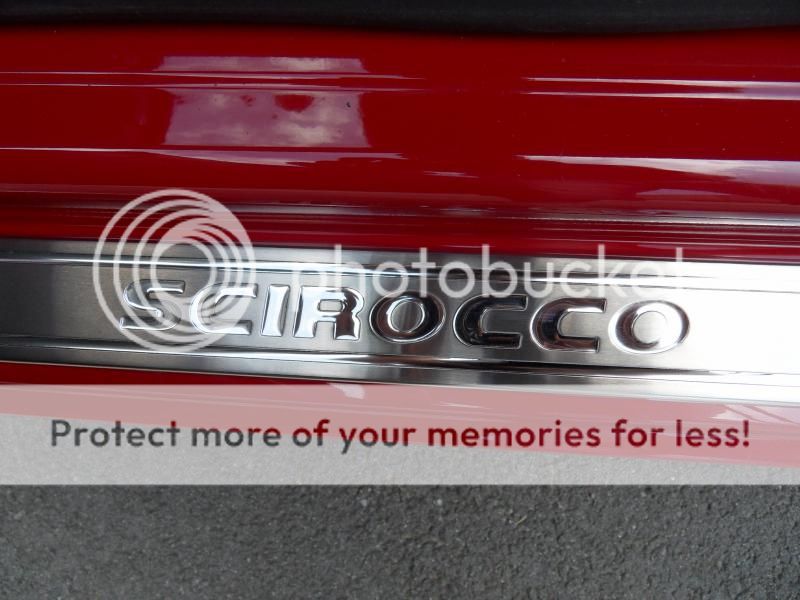 photobucket
SCIROCCO
Protect more of your memories for less!